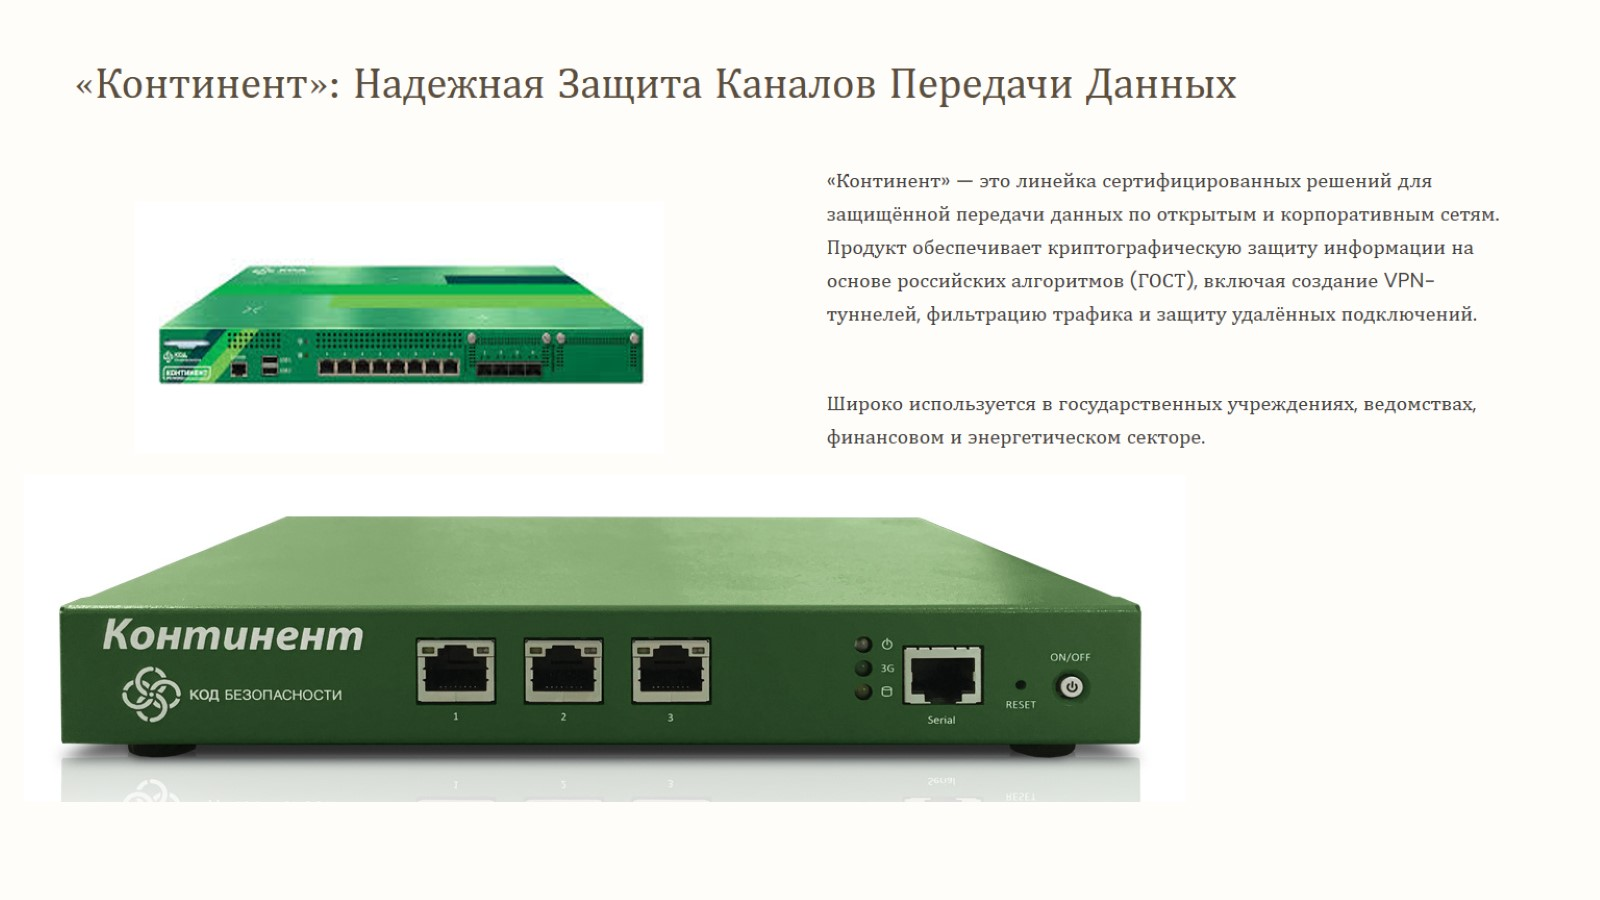 «Континент»: Надежная Защита Каналов Передачи Данных
«Континент» — это линейка сертифицированных решений для
защищённой передачи данных по открытым и корпоративным сетям.
Продукт обеспечивает криптографическую защиту информации на
основе российских алгоритмов (ГОСТ), включая создание VPN-
туннелей, фильтрацию трафика и защиту удалённых подключений.
Широко используется в государственных учреждениях, ведомствах,
финансовом и энергетическом секторе.
КОД
КОНТИНЕНТ
Континент
КОД БЕЗОПАСНОСТИ
1 2 3
3G
Serial
RESET
ON/OFF